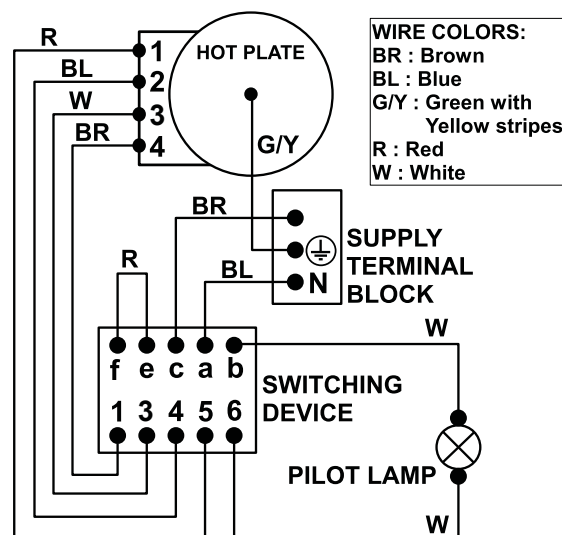 R
BL
W
BR
1
2
3
4
HOT PLATE
G/Y
WIRE COLORS:
BR : Brown
BL : Blue
G/Y : Green with
Yellow stripes
R : Red
W : White
BR
BL
N
SUPPLY
TERMINAL
BLOCK
R
W
f e c a b
1 3 4 5 6
SWITCHING
DEVICE
PILOT LAMP
W